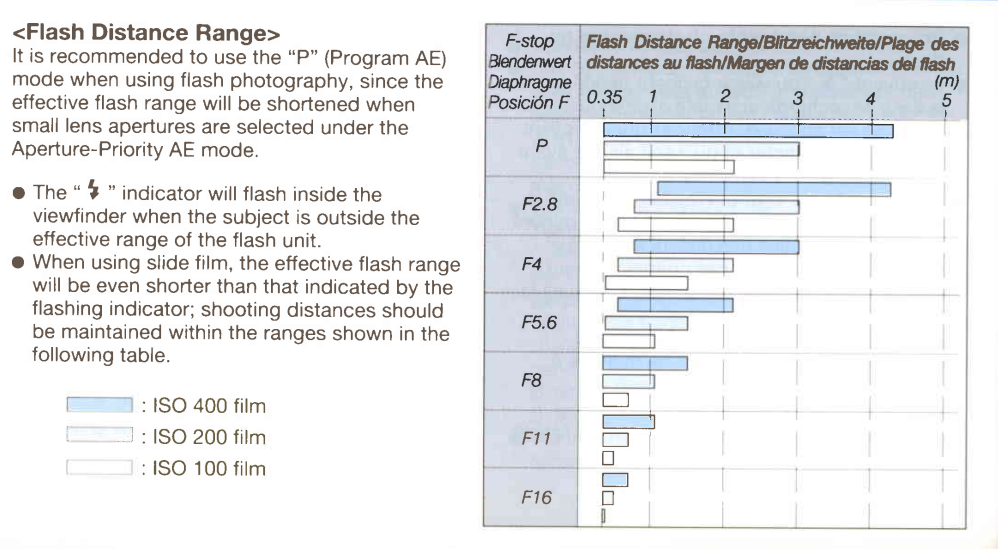 <Flash Distance Range>
It is recommended to use the “P” (Program AE)
mode when using flash photography, since the
effective flash range will be shortened when
small lens apertures are selected under the
Aperture-Priority AE mode.
● The “ ” indicator will flash inside the
viewfinder when the subject is outside the
effective range of the flash unit.
● When using slide film, the effective flash range
will be even shorter than that indicated by the
flashing indicator; shooting distances should
be maintained within the ranges shown in the
following table.
: ISO 400 film
: ISO 200 film
: ISO 100 film
F-stop
Blendenwert
Diaphragme
Posición F
Flash Distance Range/Blitzreichweite/Plage des
distances au flash/Margen de distancias del flash
(m)
0.35 1 2 3 4 5
P
F2.8
F4
F5.6
F8
F11
F16